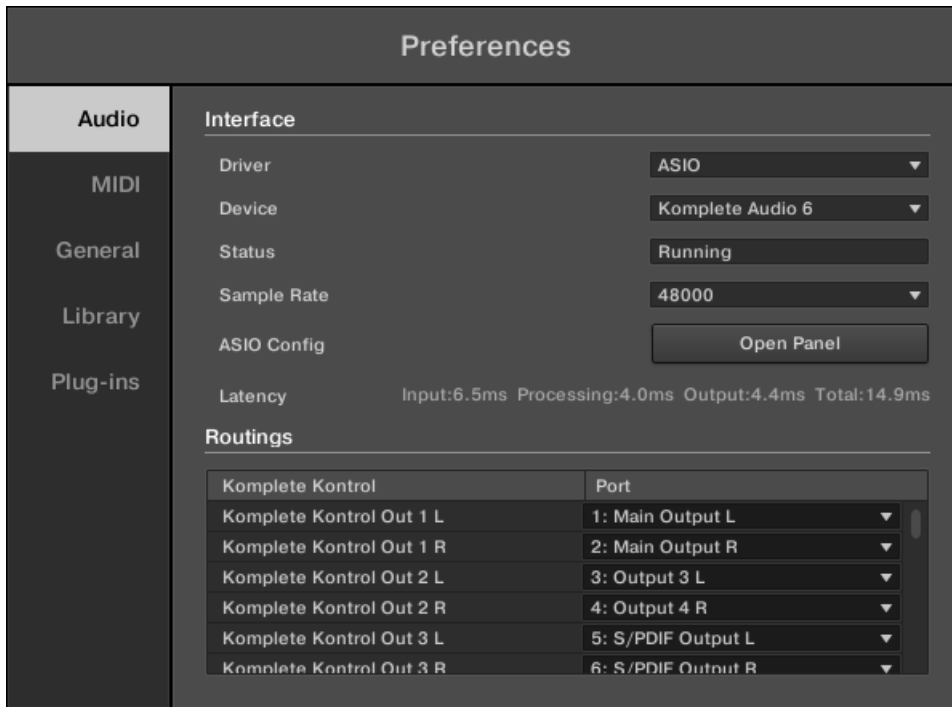 Preferences
Audio
MIDI
General
Library
Plug-ins
Interface
Driver ASIO
Device Komplete Audio 6
Status Running
Sample Rate 48000
ASIO Config Open Panel
Latency Input:6.5ms Processing:4.0ms Output:4.4ms Total:14.9ms
Routings
Komplete Kontrol Port
Komplete Kontrol Out 1 L 1: Main Output L
Komplete Kontrol Out 1 R 2: Main Output R
Komplete Kontrol Out 2 L 3: Output 3 L
Komplete Kontrol Out 2 R 4: Output 4 R
Komplete Kontrol Out 3 L 5: S/PDIF Output L
Komplete Kontrol Out 3 R 6: S/PDIF Output R